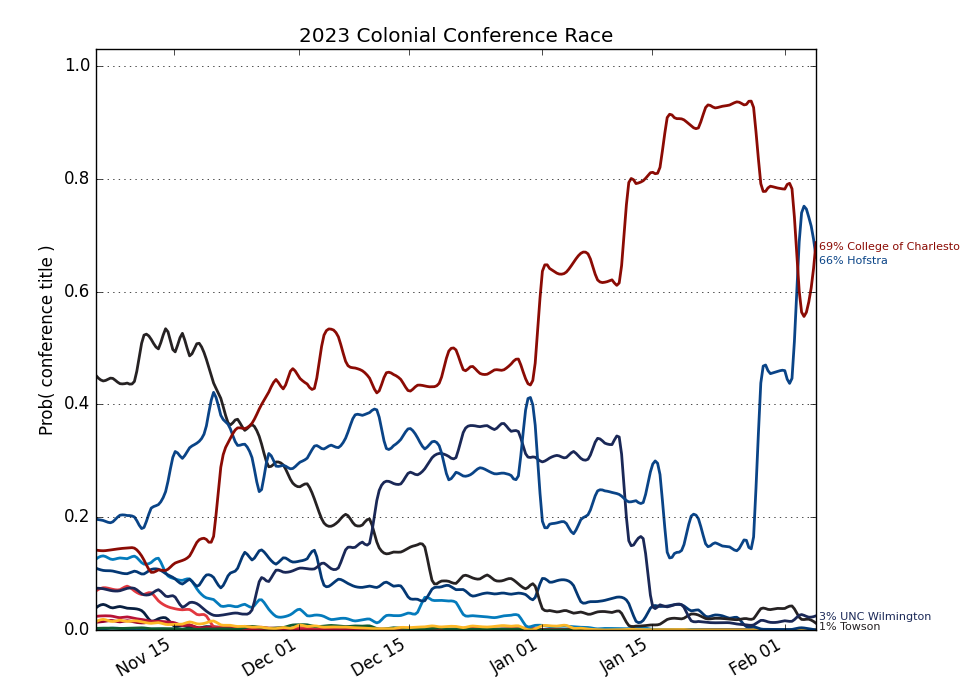 2023 Colonial Conference Race
Prob( conference title )
1.0
0.8
0.6
0.4
0.2
0.0
69% College of Charlesto
66% Hofstra
3% UNC Wilmington
1% Towson
Nov 15
Dec 01
Dec 15
Jan 01
Jan 15
Feb 01